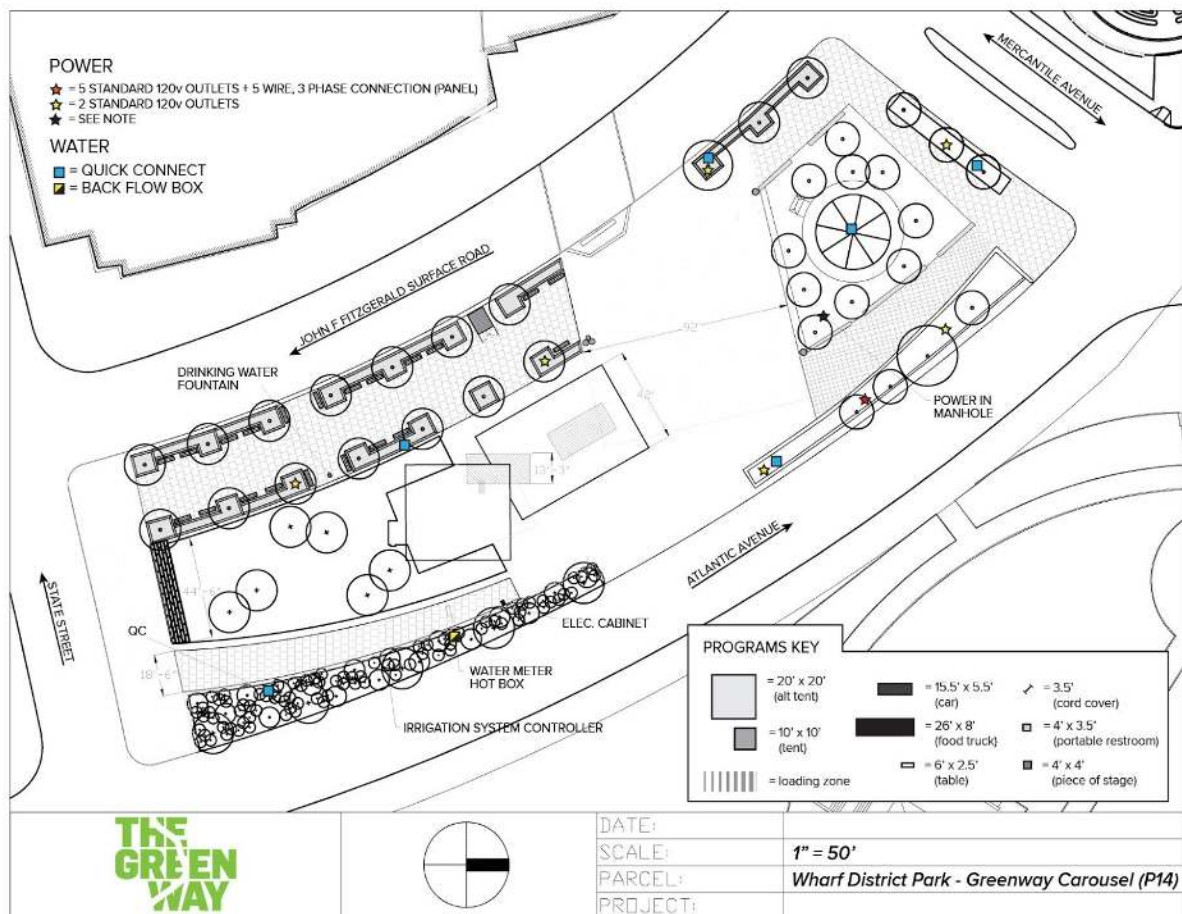 POWER
= 5 STANDARD 120v OUTLETS + 5 WIRE, 3 PHASE CONNECTION (PANEL)
= 2 STANDARD 120v OUTLETS
= SEE NOTE
WATER
= QUICK CONNECT
= BACK FLOW BOX
MERCANTILE AVENUE
JOHN F FITZGERALD SURFACE ROAD
DRINKING WATER
FOUNTAIN
92'
42'
13'-3"
POWER IN
MANHOLE
ATLANTIC AVENUE
STATE STREET
44'-6"
QC
18'-6"
ELEC. CABINET
WATER METER
HOT BOX
IRRIGATION SYSTEM CONTROLLER
PROGRAMS KEY
= 20' x 20'
(alt tent)
= 10' x 10'
(tent)
= loading zone
= 15.5' x 5.5'
(car)
= 26' x 8'
(food truck)
= 6' x 2.5'
(table)
= 3.5'
(cord cover)
= 4' x 3.5'
(portable restroom)
= 4' x 4'
(piece of stage)
THE
GREEN
WAY
DATE:
SCALE: 1" = 50'
PARCEL: Wharf District Park - Greenway Carousel (P14)
PROJECT: